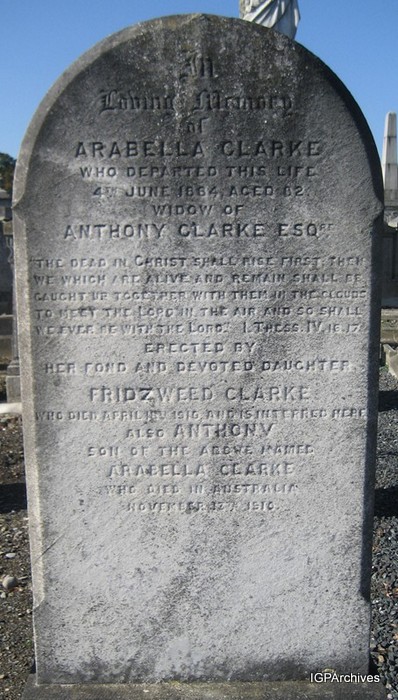 In
Loving Memory
of
ARABELLA CLARKE
WHO DEPARTED THIS LIFE
4TH JUNE 1884, AGED 82
WIDOW OF
ANTHONY CLARKE ESQRE
"THE DEAD IN CHRIST SHALL RISE FIRST, THEN
WE WHICH ARE ALIVE AND REMAIN SHALL BE
CAUGHT UP TOGETHER WITH THEM IN THE CLOUDS
TO MEET THE LORD IN THE AIR AND SO SHALL
WE EVER BE WITH THE LORD." I. THESS. IV. 16. 17
ERECTED BY
HER FOND AND DEVOTED DAUGHTER
FRIDZWEED CLARKE
WHO DIED APRIL 1916, AND IS INTERRED HERE
ALSO ANTHONY
SON OF THE ABOVE NAMED
ARABELLA CLARKE
WHO DIED IN AUSTRALIA
NOVEMBER 1910.
IGPArchives